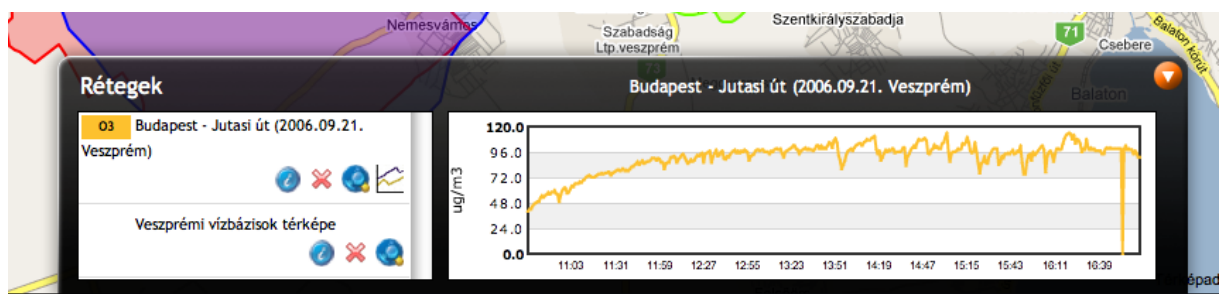 Nemesvámos
Szabadság
Ltp.veszprém
Szentkirályszabadja
71
Csebere
Balaton körút
Rétegek
Budapest - Jutasi út (2006.09.21. Veszprém)
Balaton
O3 Budapest - Jutasi út (2006.09.21.
Veszprém)
Veszprémi vízbázisok térképe
ug/m3
120.0
96.0
72.0
48.0
24.0
0.0
11:03 11:31 11:59 12:27 12:55 13:23 13:51 14:19 14:47 15:15 15:43 16:11 16:39